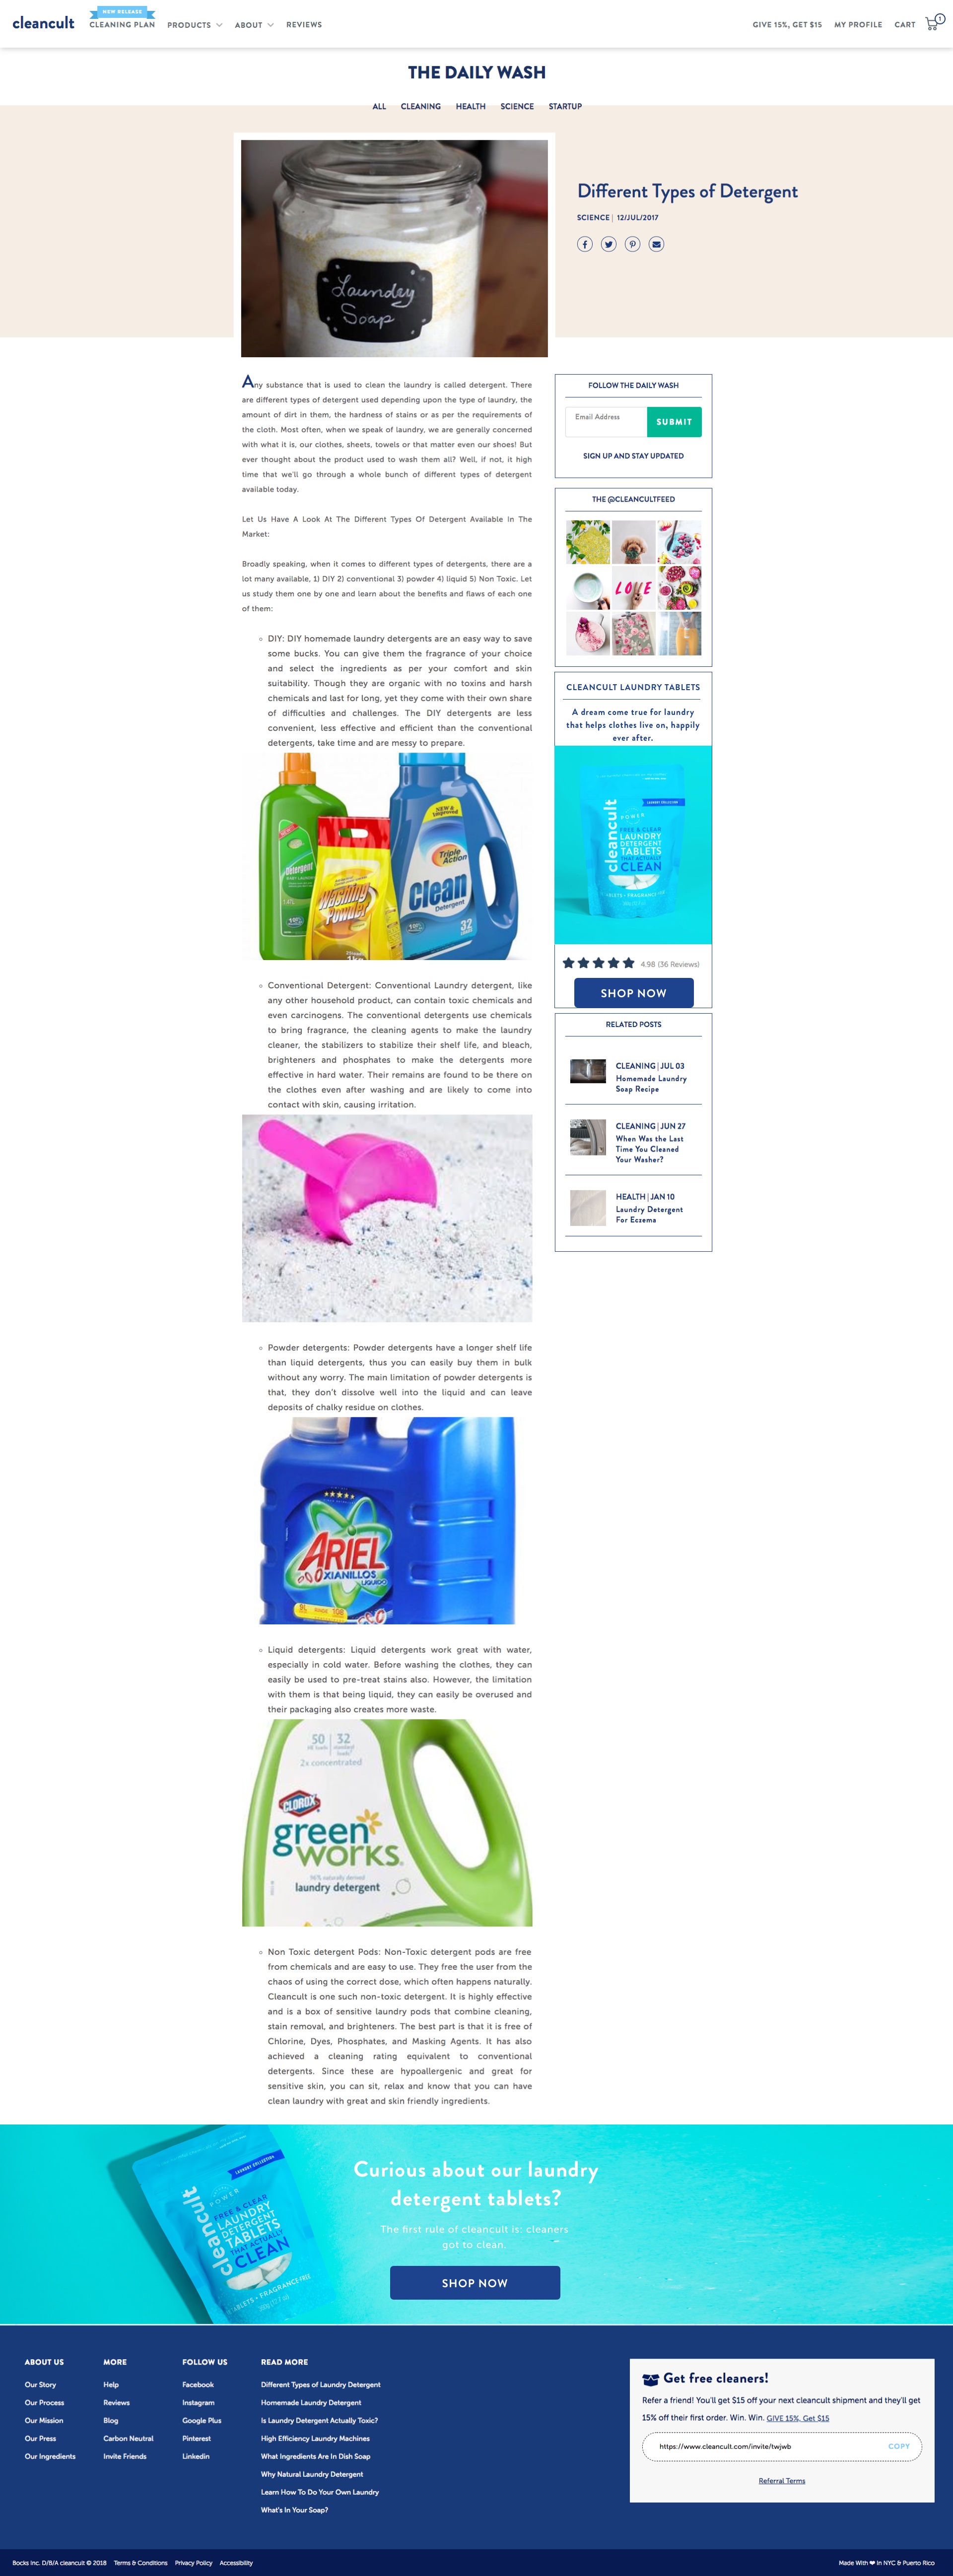 cleancult
NEW RELEASE
CLEANING PLAN
PRODUCTS
ABOUT
REVIEWS
GIVE 15%, GET $15
MY PROFILE
CART
1
THE DAILY WASH
ALL
CLEANING
HEALTH
SCIENCE
STARTUP
Laundry
Soap
Different Types of Detergent
SCIENCE | 12/JUL/2017
Any substance that is used to clean the laundry is called detergent. There
are different types of detergent used depending upon the type of laundry, the
amount of dirt in them, the hardness of stains or as per the requirements of
the cloth. Most often, when we speak of laundry, we are generally concerned
with what it is, our clothes, sheets, towels or that matter even our shoes! But
ever thought about the product used to wash them all? Well, if not, it is high
time that we'll go through a whole bunch of different types of detergent
available today.
Let Us Have A Look At The Different Types Of Detergent Available In The
Market:
Broadly speaking, when it comes to different types of detergents, there are a
lot many available, 1) DIY 2) conventional 3) powder 4) liquid 5) Non Toxic. Let
us study them one by one and learn about the benefits and flaws of each one
of them:
DIY: DIY homemade laundry detergents are an easy way to save
some bucks. You can give them the fragrance of your choice
and select the ingredients as per your comfort and skin
suitability. Though they are organic with no toxins and harsh
chemicals and last for long, yet they come with their own share
of difficulties and challenges. The DIY detergents are less
convenient, less effective and efficient than the conventional
detergents, take time and are messy to prepare.
Detergent
Washing
Powder
1kg
NEW &
Improved
Triple
Action
Clean
Detergent
32
Conventional Detergent: Conventional Laundry detergent, like
any other household product, can contain toxic chemicals and
even carcinogens. The conventional detergents use chemicals
to bring fragrance, the cleaning agents to make the laundry
cleaner, the stabilizers to stabilize their shelf life, and bleach,
brighteners and phosphates to make the detergents more
effective in hard water. Their remains are found to be there on
the clothes even after washing and are likely to come into
contact with skin, causing irritation.
Powder detergents: Powder detergents have a longer shelf life
than liquid detergents, thus you can easily buy them in bulk
without any worry. The main limitation of powder detergents is
that, they don't dissolve well into the liquid and can leave
deposits of chalky residue on clothes.
ARIEL
OXIANILLOS
LIQUIDO
Liquid detergents: Liquid detergents work great with water,
especially in cold water. Before washing the clothes, they can
easily be used to pre-treat stains also. However, the limitation
with them is that being liquid, they can easily be overused and
their packaging also creates more waste.
50 32
2x concentrated
CLOROX
green
works
laundry detergent
Non Toxic detergent Pods: Non-Toxic detergent pods are free
from chemicals and are easy to use. They free the user from the
chaos of using the correct dose, which often happens naturally.
Cleancult is one such non-toxic detergent. It is highly effective
and is a box of sensitive laundry pods that combine cleaning,
stain removal, and brighteners. The best part is that it is free of
Chlorine, Dyes, Phosphates, and Masking Agents. It has also
achieved a cleaning rating equivalent to conventional
detergents. Since these are hypoallergenic and great for
sensitive skin, you can sit, relax and know that you can have
clean laundry with great and skin friendly ingredients.
FOLLOW THE DAILY WASH
Email Address
SUBMIT
SIGN UP AND STAY UPDATED
THE @CLEANCULTFEED
LOVE
CLEANCULT LAUNDRY TABLETS
A dream come true for laundry
that helps clothes live on, happily
ever after.
LAUNDRY COLLECTION
cleancult
POWER
FREE & CLEAR
LAUNDRY
DETERGENT
TABLETS
THAT ACTUALLY
CLEAN
4.98 (36 Reviews)
SHOP NOW
RELATED POSTS
CLEANING | JUL 03
Homemade Laundry
Soap Recipe
CLEANING | JUN 27
When Was the Last
Time You Cleaned
Your Washer?
HEALTH | JAN 10
Laundry Detergent
For Eczema
LAUNDRY COLLECTION
cleancult
POWER
FREE & CLEAR
LAUNDRY
DETERGENT
TABLETS
THAT ACTUALLY
CLEAN
TABLETS • FRAGRANCE-FREE
Curious about our laundry
detergent tablets?
The first rule of cleancult is: cleaners
got to clean.
SHOP NOW
ABOUT US
Our Story
Our Process
Our Mission
Our Press
Our Ingredients
MORE
Help
Reviews
Blog
Carbon Neutral
Invite Friends
FOLLOW US
Facebook
Instagram
Google Plus
Pinterest
Linkedin
READ MORE
Different Types of Laundry Detergent
Homemade Laundry Detergent
Is Laundry Detergent Actually Toxic?
High Efficiency Laundry Machines
What Ingredients Are In Dish Soap
Why Natural Laundry Detergent
Learn How To Do Your Own Laundry
What's In Your Soap?
Get free cleaners!
Refer a friend! You'll get $15 off your next cleancult shipment and they'll get
15% off their first order. Win. Win. GIVE 15%, Get $15
https://www.cleancult.com/invite/twjwb
COPY
Referral Terms
Bocks Inc. D/B/A cleancult © 2018
Terms & Conditions
Privacy Policy
Accessibility
Made With ❤ In NYC & Puerto Rico